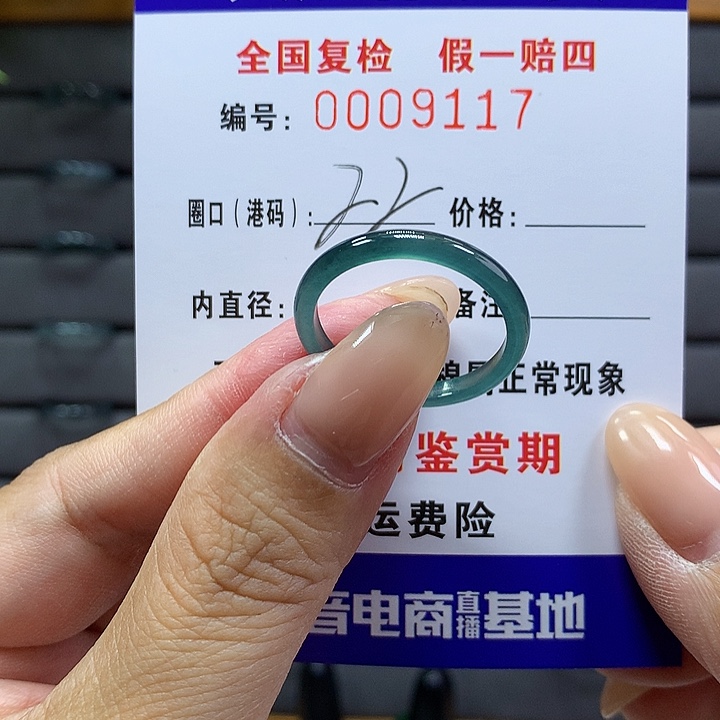 全国复检 假一赔四
编号: 0009117
圈口(港码): 22 价格:
内直径: 备注
正常现象
鉴赏期
运费险
音电商直播基地